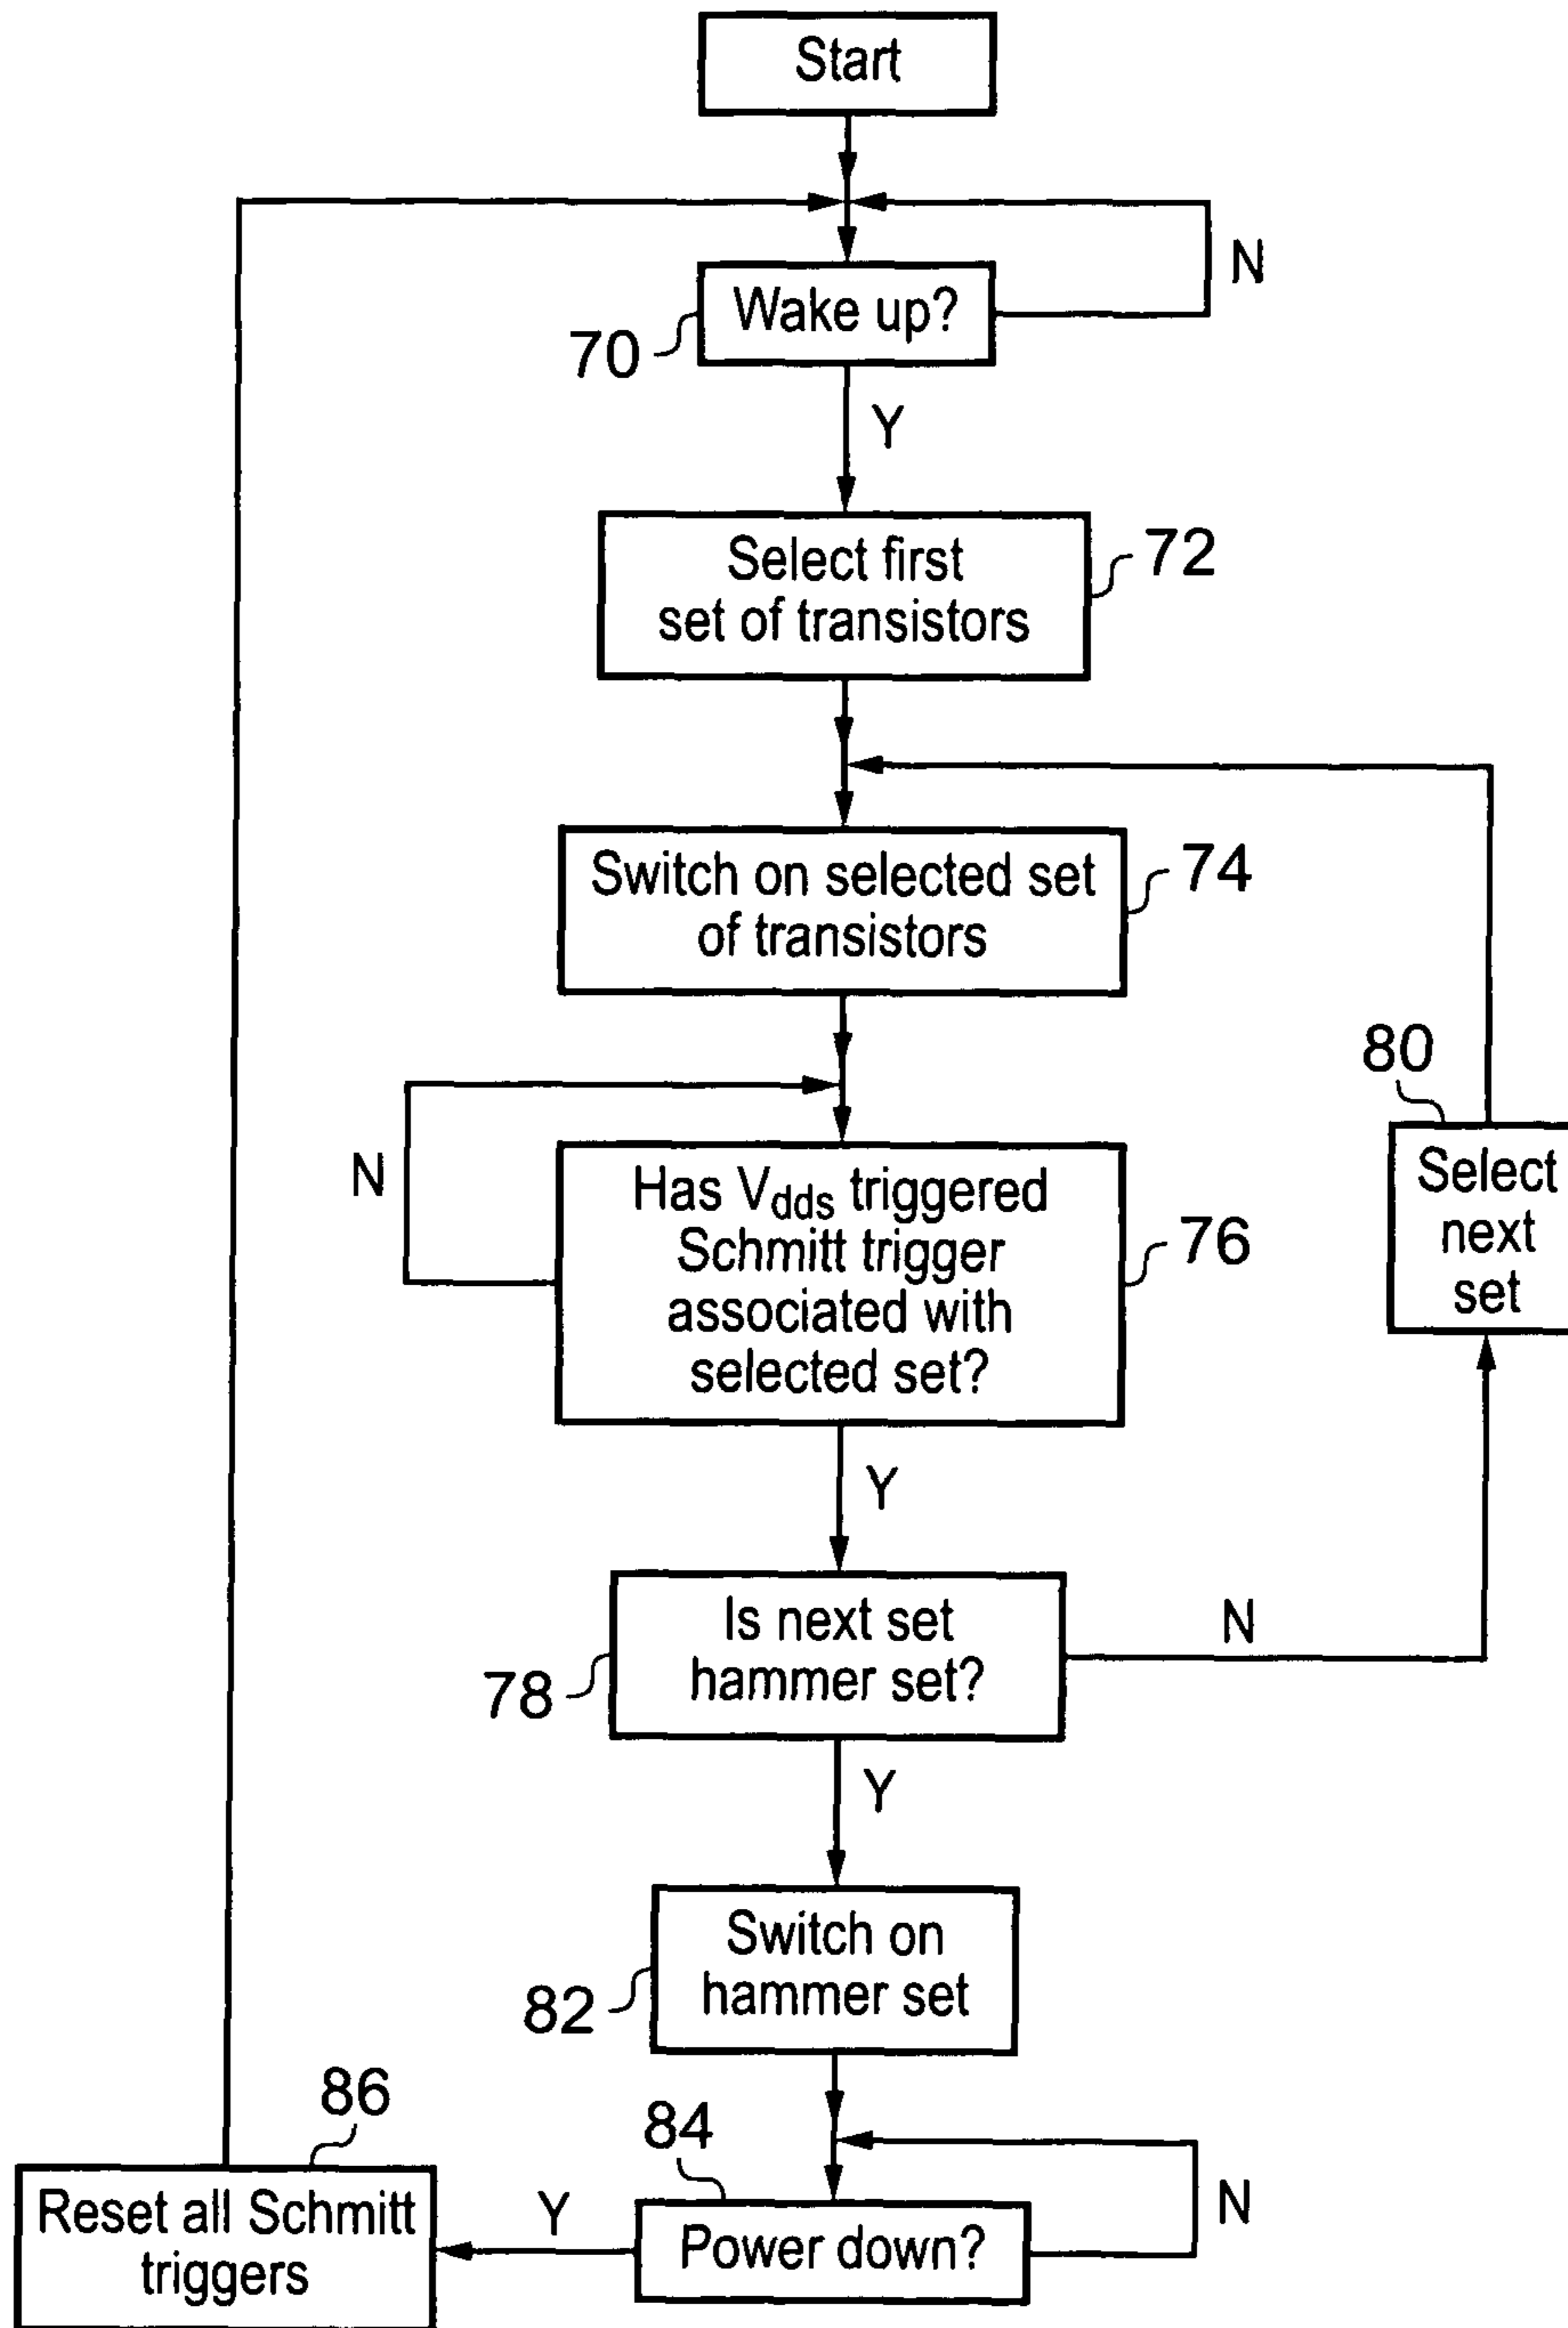 Start
N
Wake up?
70
Y
Select first
set of transistors
72
Switch on selected set
of transistors
74
80
Select
next
set
N
Has Vdds triggered
Schmitt trigger
associated with
selected set?
76
Y
Is next set
hammer set?
N
78
Y
Switch on
hammer set
82
86
84
Reset all Schmitt
triggers
Y
Power down?
N